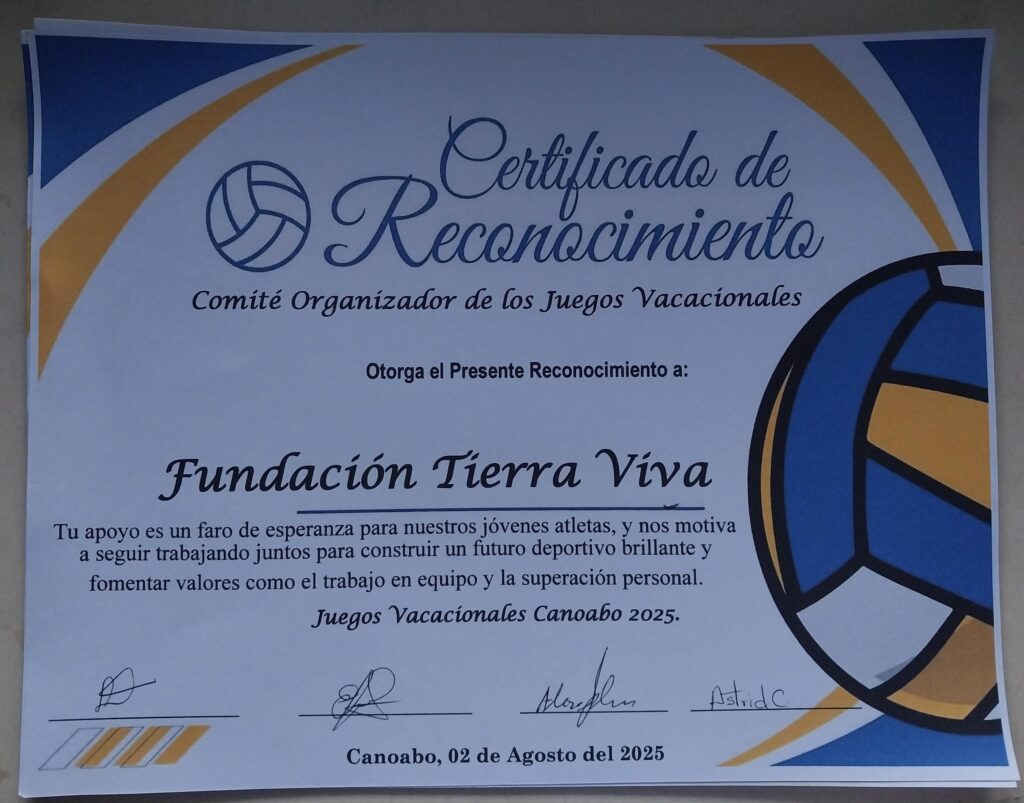 Certificado de
Reconocimiento
Comité Organizador de los Juegos Vacacionales
Otorga el Presente Reconocimiento a:
Fundación Tierra Viva
Tu apoyo es un faro de esperanza para nuestros jóvenes atletas, y nos motiva
a seguir trabajando juntos para construir un futuro deportivo brillante y
fomentar valores como el trabajo en equipo y la superación personal.
Juegos Vacacionales Canoabo 2025.
Astrid C.
Canoabo, 02 de Agosto del 2025